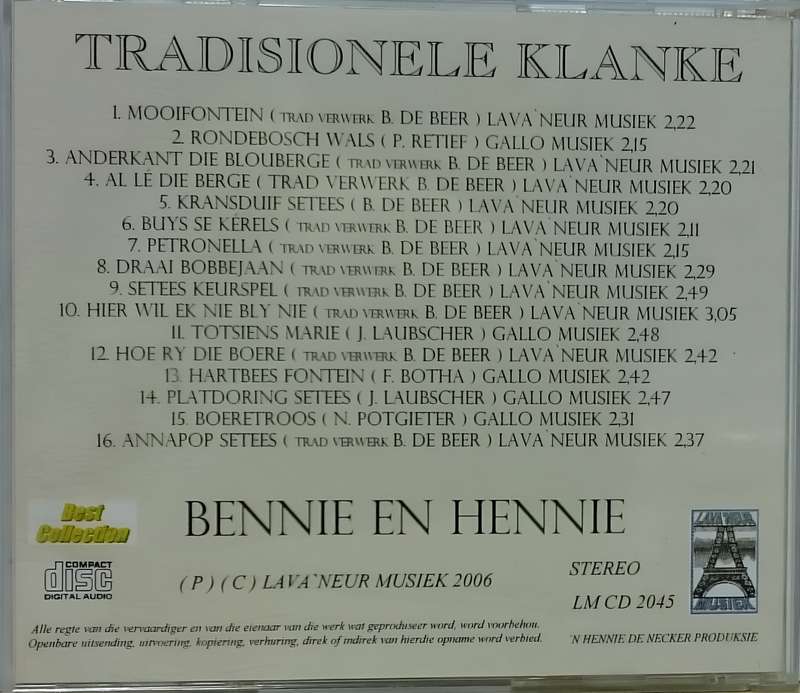 TRADISIONELE KLANKE
1. MOOIFONTEIN ( TRAD VERWERK B. DE BEER ) LAVA`NEUR MUSIEK 2,22
2. RONDEBOSCH WALS ( P. RETIEF ) GALLO MUSIEK 2,15
3. ANDERKANT DIE BLOUBERGE ( TRAD VERWERK B. DE BEER ) LAVA`NEUR MUSIEK 2,21
4. AL LÉ DIE BERGE ( TRAD VERWERK B. DE BEER ) LAVA`NEUR MUSIEK 2,20
5. KRANSDUIF SETEES ( B. DE BEER ) LAVA`NEUR MUSIEK 2,20
6. BUYS SE KÉRELS ( TRAD VERWERK B. DE BEER ) LAVA`NEUR MUSIEK 2,11
7. PETRONELLA ( TRAD VERWERK B. DE BEER ) LAVA`NEUR MUSIEK 2,15
8. DRAAI BOBBEJAAN ( TRAD VERWERK B. DE BEER ) LAVA`NEUR MUSIEK 2,29
9. SETEES KEURSPEL ( TRAD VERWERK B. DE BEER ) LAVA`NEUR MUSIEK 2,49
10. HIER WIL EK NIE BLY NIE ( TRAD VERWERK B. DE BEER ) LAVA`NEUR MUSIEK 3,05
11. TOTSIENS MARIE ( J. LAUBSCHER ) GALLO MUSIEK 2,48
12. HOE RY DIE BOERE ( TRAD VERWERK B. DE BEER ) LAVA`NEUR MUSIEK 2,42
13. HARTBEES FONTEIN ( F. BOTHA ) GALLO MUSIEK 2,42
14. PLATDORING SETEES ( J. LAUBSCHER ) GALLO MUSIEK 2,47
15. BOERETROOS ( N. POTGIETER ) GALLO MUSIEK 2,31
16. ANNAPOP SETEES ( TRAD VERWERK B. DE BEER ) LAVA`NEUR MUSIEK 2,37
Best
Collection
BENNIE EN HENNIE
LAVA`NEUR
MUSIEK
COMPACT
disc
DIGITAL AUDIO
( P ) ( C ) LAVA`NEUR MUSIEK 2006
STEREO
LM CD 2045
Alle regte van die vervaardiger en van die eienaar van die werk wat geproduseer word, word voorbehou.
Openbare uitsending, uitvoering, kopiering, verhuring, direk of indirek van hierdie opname word verbied.
`N HENNIE DE NECKER PRODUKSIE